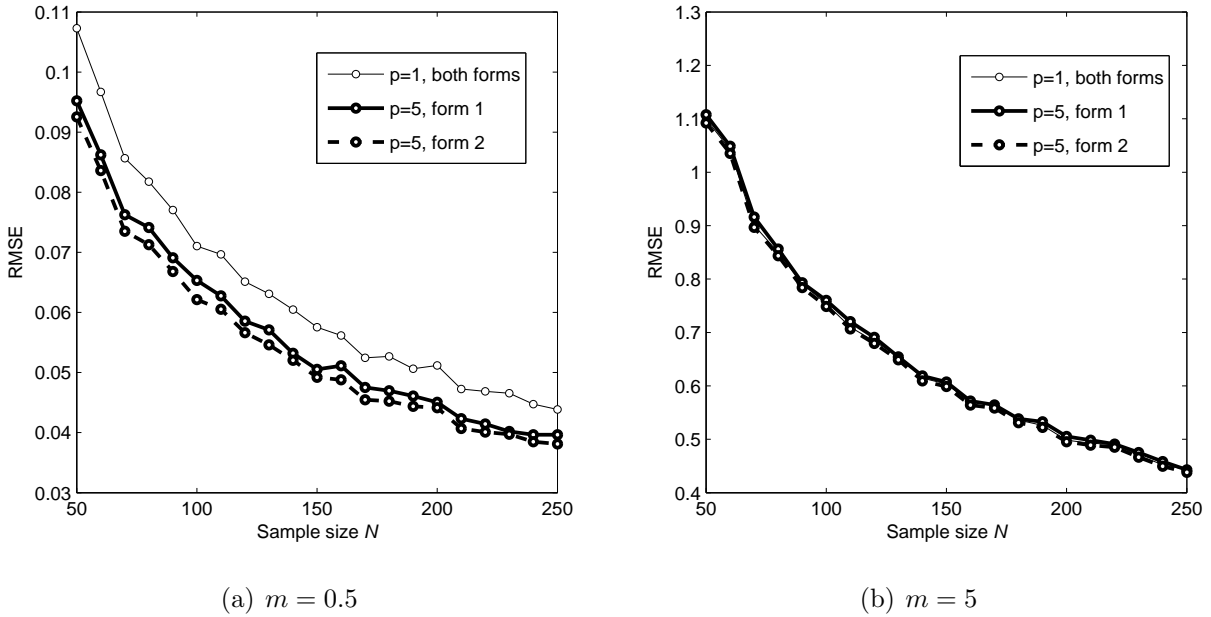 0.11
0.1
0.09
0.08
0.07
0.06
0.05
0.04
0.03
RMSE
50
100
150
200
250
Sample size N
p=1, both forms
p=5, form 1
p=5, form 2
(a) m = 0.5
1.3
1.2
1.1
1
0.9
0.8
0.7
0.6
0.5
0.4
RMSE
50
100
150
200
250
Sample size N
p=1, both forms
p=5, form 1
p=5, form 2
(b) m = 5